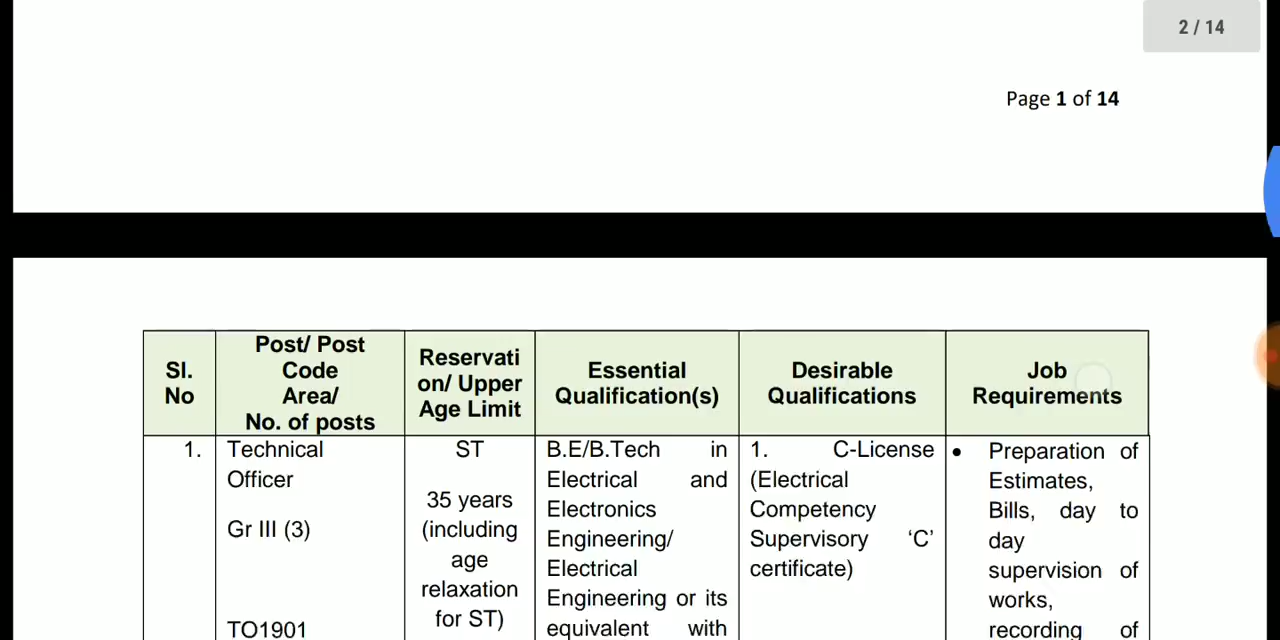 2 / 14
Page 1 of 14
Sl.
No
Post/ Post
Code
Area/
No. of posts
Reservati
on/ Upper
Age Limit
Essential
Qualification(s)
Desirable
Qualifications
Job
Requirements
1.
Technical
Officer
Gr III (3)
TO1901
ST
35 years
(including
age
relaxation
for ST)
B.E/B.Tech in
Electrical and
Electronics
Engineering/
Electrical
Engineering or its
equivalent with
1. C-License
(Electrical
Competency
Supervisory ‘C’
certificate)
• Preparation of
Estimates,
Bills, day to
day
supervision of
works,
recording of